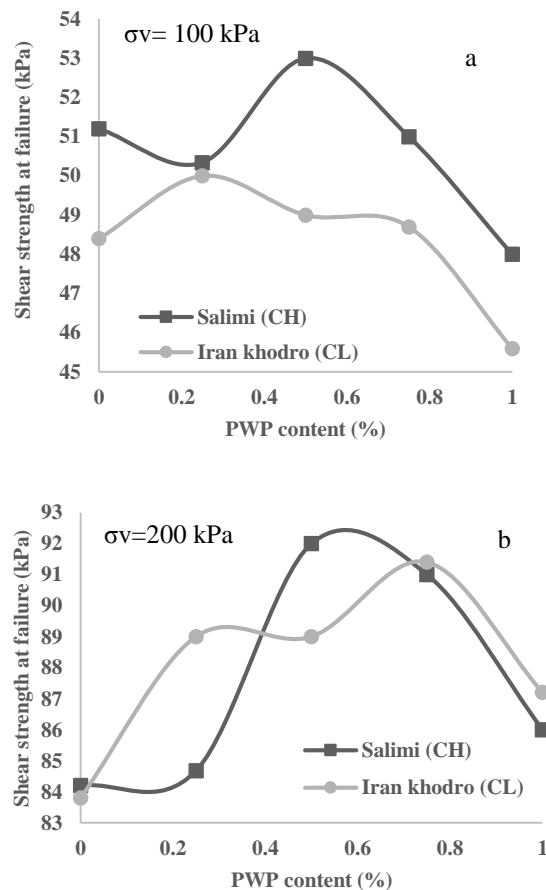 σv= 100 kPa
a
Shear strength at failure (kPa)
54
53
52
51
50
49
48
47
46
45
Salimi (CH)
Iran khodro (CL)
0 0.2 0.4 0.6 0.8 1
PWP content (%)
σv=200 kPa
b
Shear strength at failure (kPa)
93
92
91
90
89
88
87
86
85
84
83
Salimi (CH)
Iran khodro (CL)
0 0.2 0.4 0.6 0.8 1
PWP content (%)